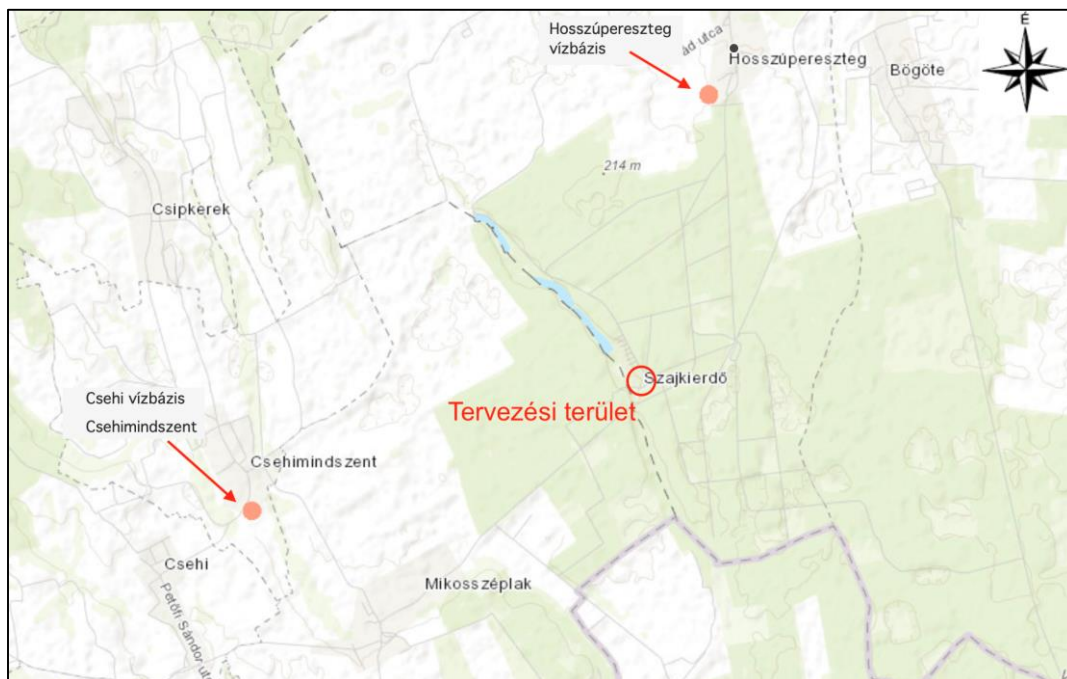 Hosszúpereszteg
vízbázis
ád utca
É
Hosszúpereszteg
Bögöte
214 m
Csipkerek
Szajkierdő
Tervezési terület
Csehi vízbázis
Csehimindszent
Csehimindszent
Csehi
Mikosszéplak
Petőfi Sándor ut